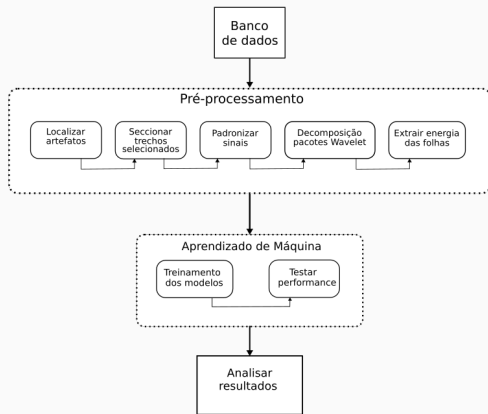 Banco
de dados
Pré-processamento
Localizar
artefatos
Seccionar
trechos
selecionados
Padronizar
sinais
Decomposição
pacotes Wavelet
Extrair energia
das folhas
Aprendizado de Máquina
Treinamento
dos modelos
Testar
performance
Analisar
resultados